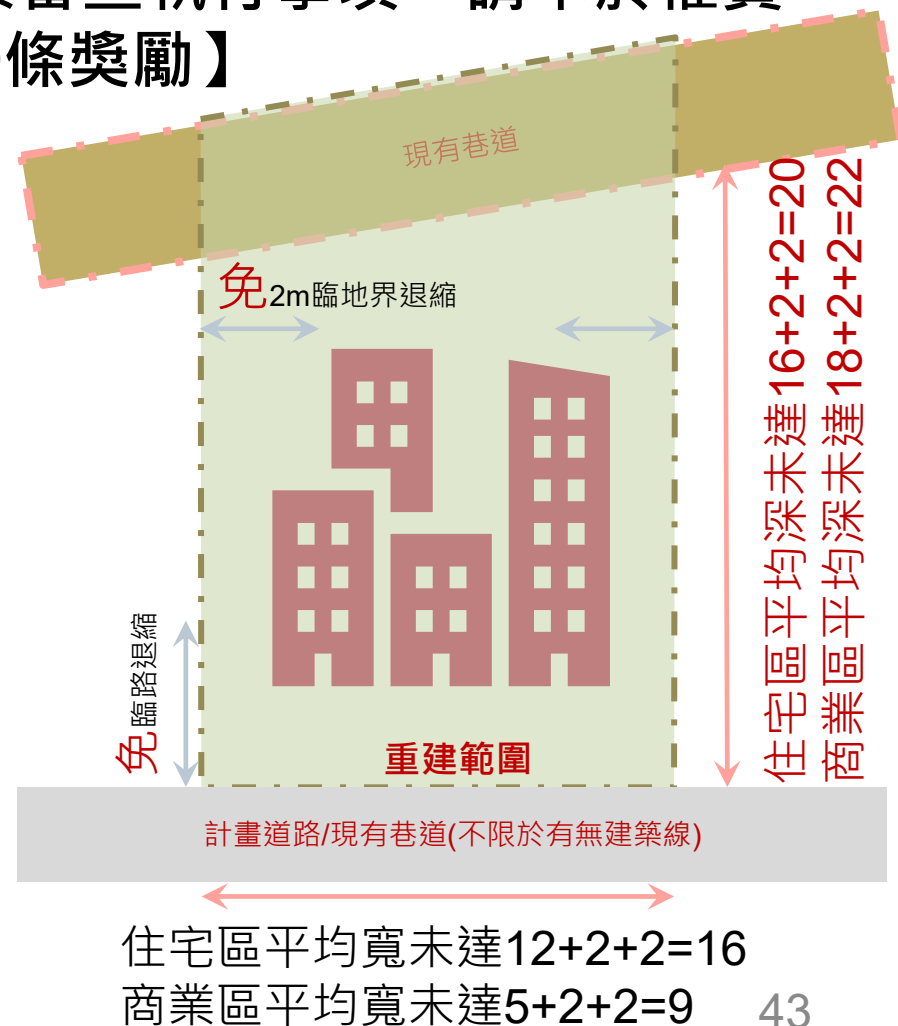 條獎勵】
現有巷道
免2m臨地界退縮
住宅區平均深未達16+2+2=20
商業區平均深未達18+2+2=22
免臨路退縮
重建範圍
計畫道路/現有巷道(不限於有無建築線)
住宅區平均寬未達12+2+2=16
商業區平均寬未達5+2+2=9
43